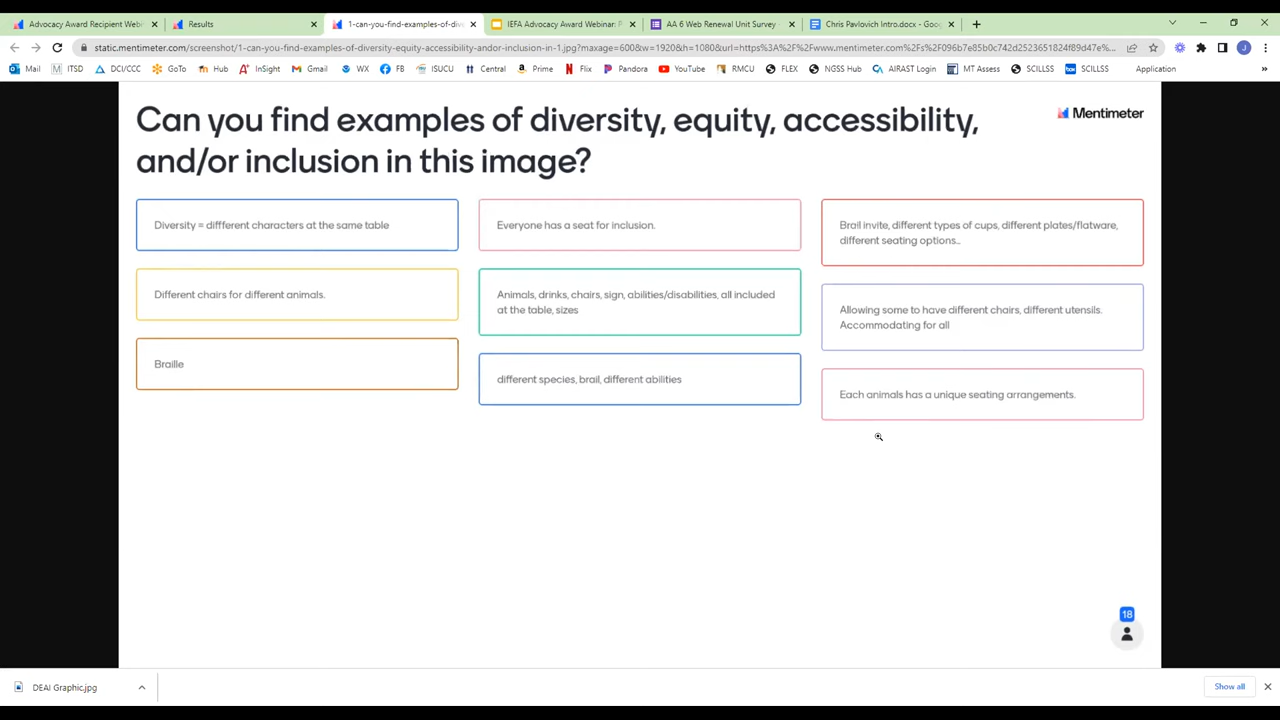 Advocacy Award Recipient Webi
Results
1-can-you-find-examples-of-div
IEFA Advocacy Award Webinar: P
AA 6 Web Renewal Unit Survey -
Chris Pavlovich Intro.docx - Goo
static.mentimeter.com/screenshot/1-can-you-find-examples-of-diversity-equity-accessibility-andor-inclusion-in-1.jpg?maxage=600&w=1920&h=1080&url=https%3A%2F%2Fwww.mentimeter.com%2Fs%2F096b7e85b0c742d2523651824f89d47e%...
Mail ITSD DCI/CCC GoTo Hub InSight Gmail WX FB ISUCU Central Prime Flix Pandora YouTube RMCU FLEX NGSS Hub AIRAST Login MT Assess SCILLSS SCILLSS Application
Can you find examples of diversity, equity, accessibility,
and/or inclusion in this image?
Mentimeter
Diversity = diffferent characters at the same table
Different chairs for different animals.
Braille
Everyone has a seat for inclusion.
Animals, drinks, chairs, sign, abilities/disabilities, all included
at the table, sizes
different species, brail, different abilities
Brail invite, different types of cups, different plates/flatware,
different seating options...
Allowing some to have different chairs, different utensils.
Accommodating for all
Each animals has a unique seating arrangements.
18
DEAI Graphic.jpg
Show all